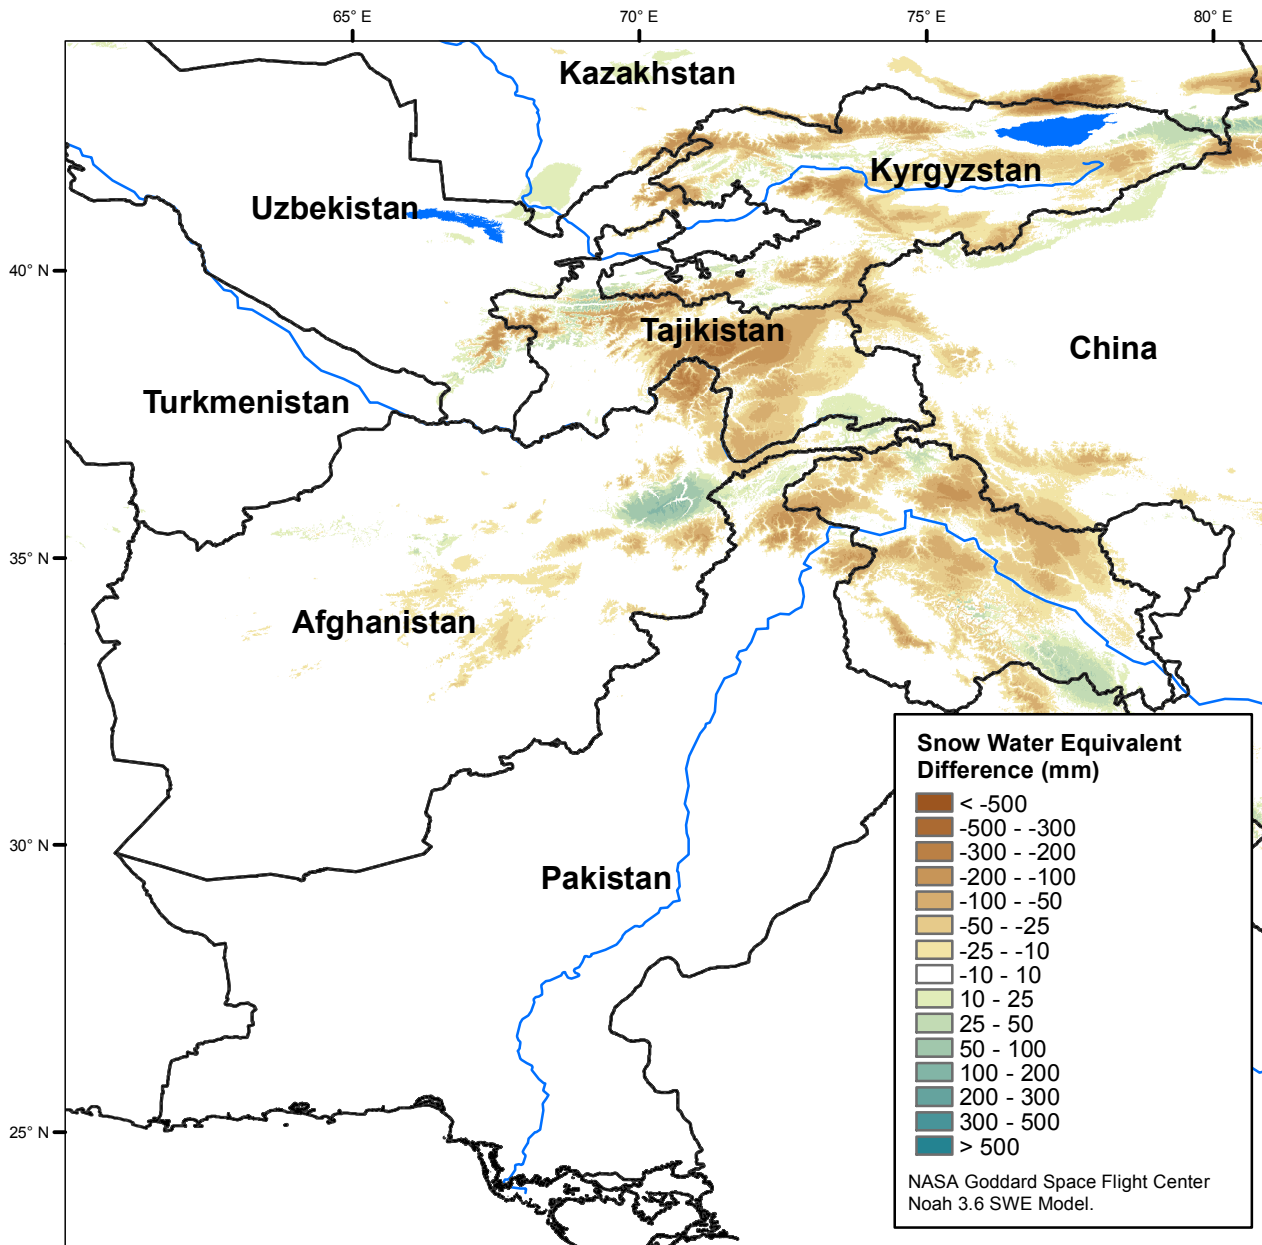 65° E
70° E
75° E
80° E
Kazakhstan
Kyrgyzstan
Uzbekistan
40° N
Tajikistan
China
Turkmenistan
35° N
Afghanistan
30° N
Pakistan
25° N
Snow Water Equivalent
Difference (mm)
< -500
-500 - -300
-300 - -200
-200 - -100
-100 - -50
-50 - -25
-25 - -10
-10 - 10
10 - 25
25 - 50
50 - 100
100 - 200
200 - 300
300 - 500
> 500
NASA Goddard Space Flight Center
Noah 3.6 SWE Model.